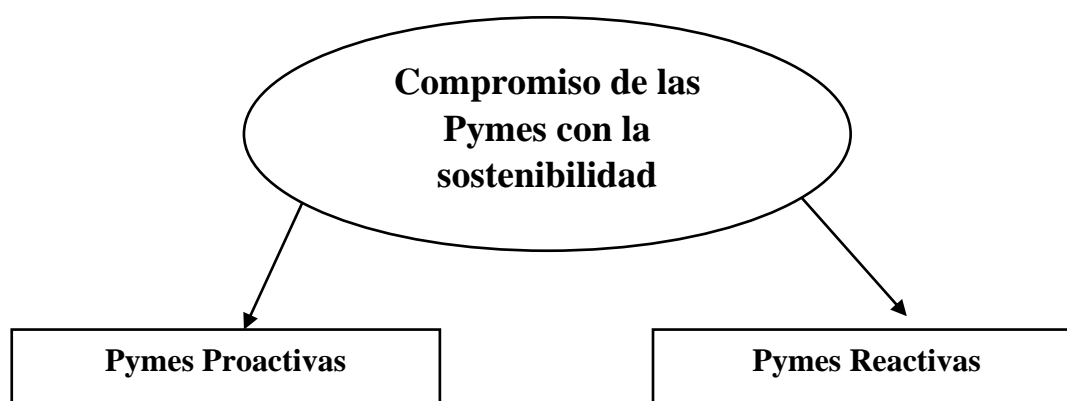 Compromiso de las
Pymes con la
sostenibilidad
Pymes Proactivas
Pymes Reactivas